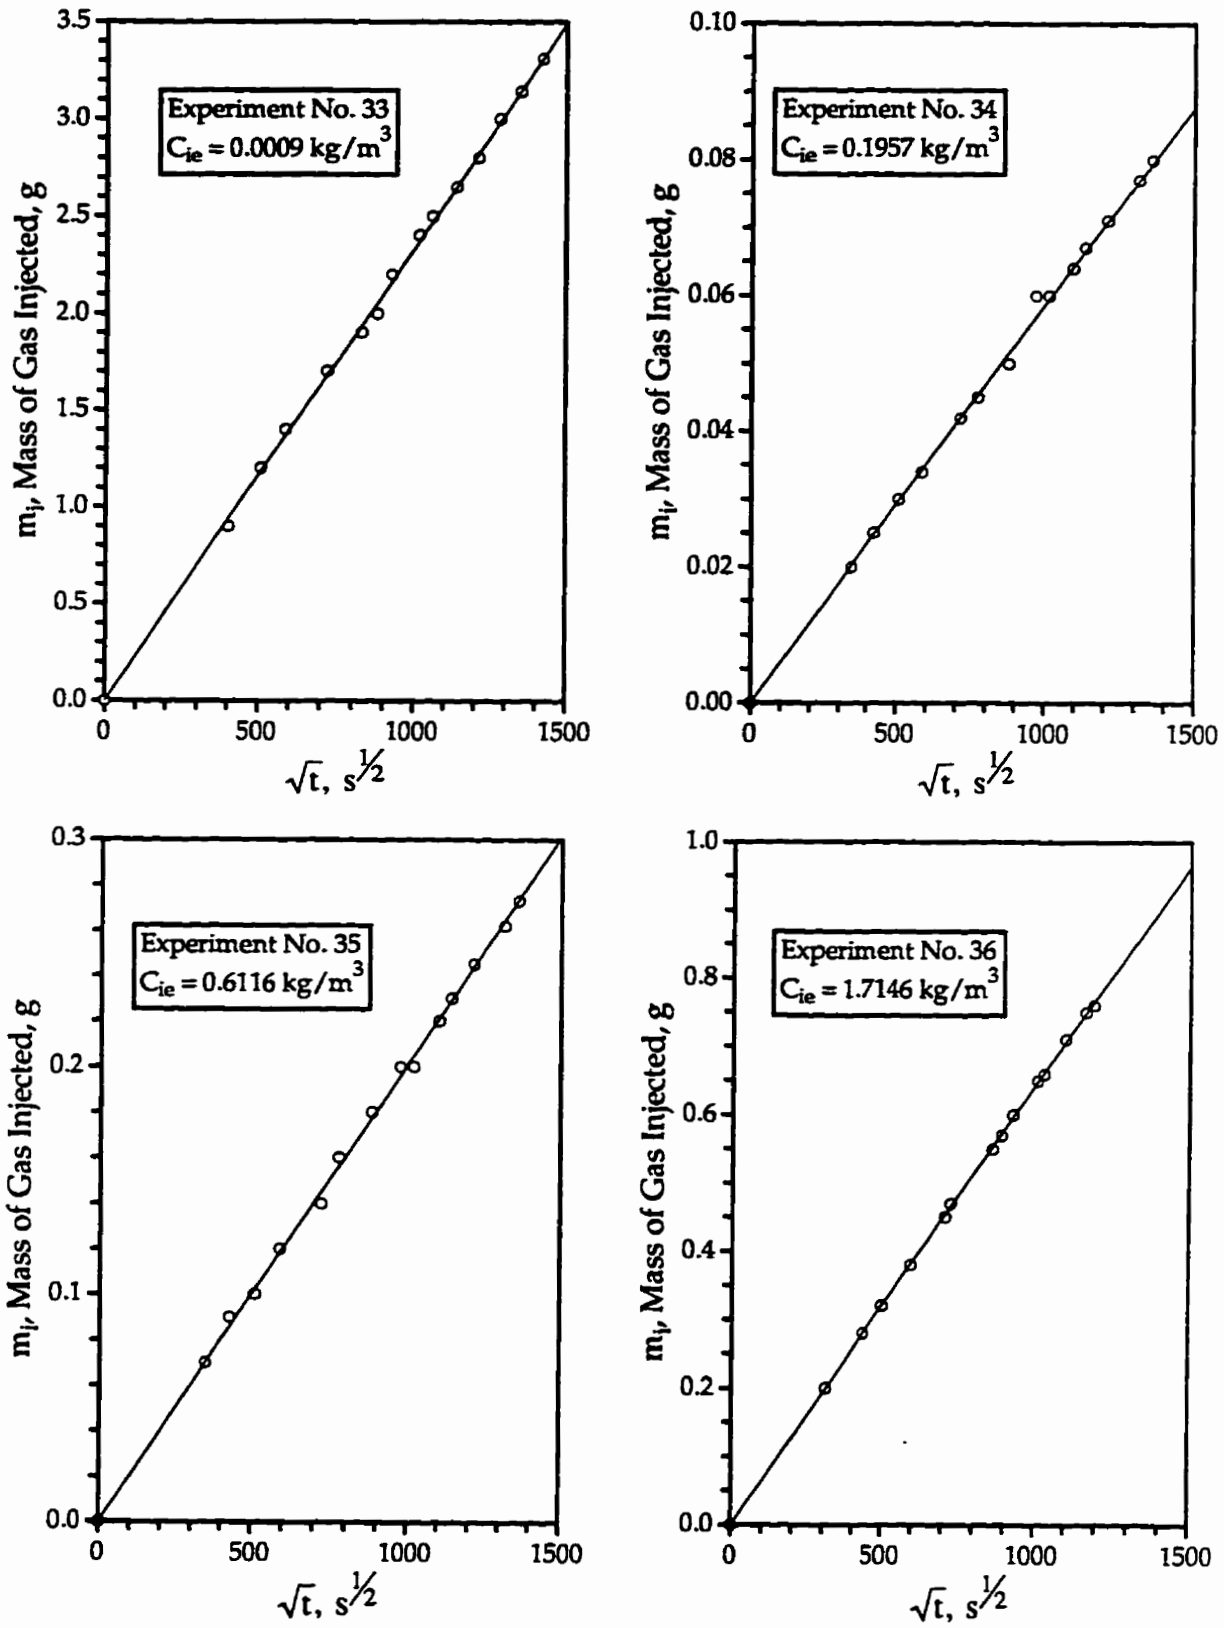 3.5
3.0
2.5
2.0
1.5
1.0
0.5
0.0
mᵢ, Mass of Gas Injected, g
Experiment No. 33
Cᵢₑ = 0.0009 kg/m³
0 500 1000 1500
√t, s^1/2
0.10
0.08
0.06
0.04
0.02
0.00
mᵢ, Mass of Gas Injected, g
Experiment No. 34
Cᵢₑ = 0.1957 kg/m³
0 500 1000 1500
√t, s^1/2
0.3
0.2
0.1
0.0
mᵢ, Mass of Gas Injected, g
Experiment No. 35
Cᵢₑ = 0.6116 kg/m³
0 500 1000 1500
√t, s^1/2
1.0
0.8
0.6
0.4
0.2
0.0
mᵢ, Mass of Gas Injected, g
Experiment No. 36
Cᵢₑ = 1.7146 kg/m³
0 500 1000 1500
√t, s^1/2